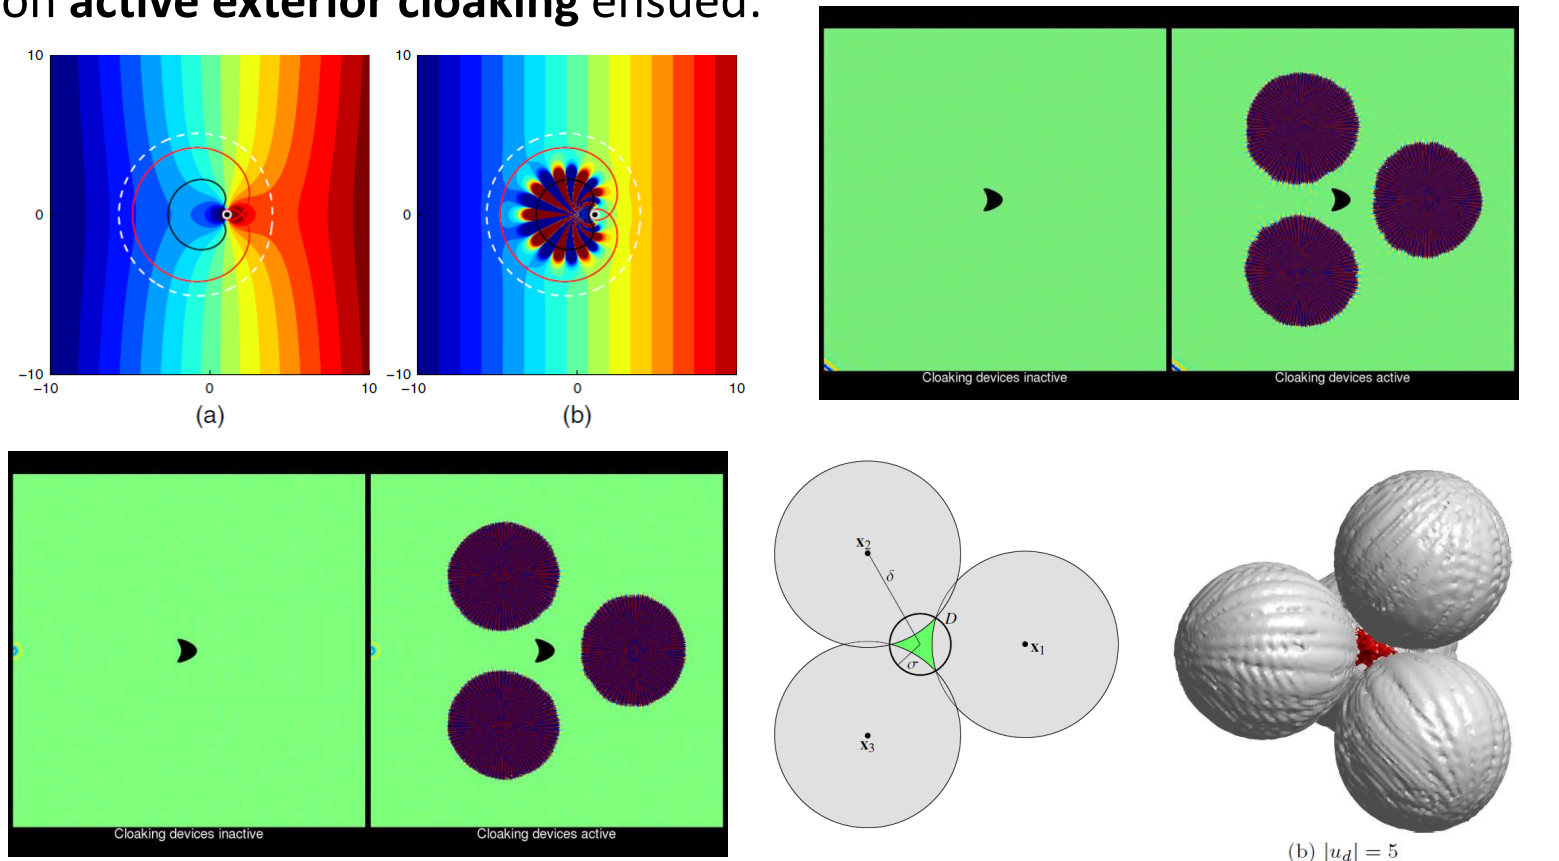 on active exterior cloaking ensued.
10
0
−10
−10
0
10
(a)
10
0
−10
−10
0
10
(b)
Cloaking devices inactive
Cloaking devices active
Cloaking devices inactive
Cloaking devices active
x₂
δ
D
x₁
σ
x₃
(b) |u_d| = 5